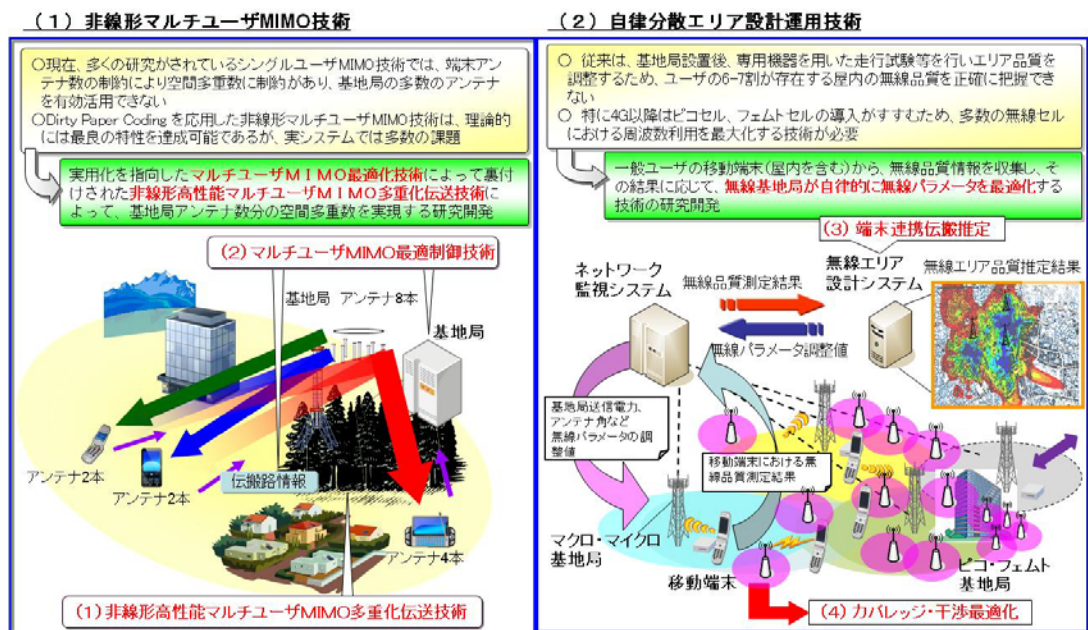 (1) 非線形マルチユーザMIMO技術
○現在、多くの研究がされているシングルユーザMIMO技術では、端末アン
テナ数の制約により空間多重数に制約があり、基地局の多数のアンテナ
を有効活用できない
○Dirty Paper Codingを応用した非線形マルチユーザMIMO技術は、理論的
には最良の特性を達成可能であるが、実システムでは多数の課題
実用化を指向したマルチユーザMIMO最適化技術によって裏付
けされた非線形高性能マルチユーザMIMO多重化伝送技術に
よって、基地局アンテナ数分の空間多重数を実現する研究開発
(2) マルチユーザMIMO最適制御技術
基地局 アンテナ8本
基地局
アンテナ2本
アンテナ2本
伝搬路情報
アンテナ4本
(1) 非線形高性能マルチユーザMIMO多重化伝送技術
(2) 自律分散エリア設計運用技術
○ 従来は、基地局設置後、専用機器を用いた走行試験等を行いエリア品質を
調整するため、ユーザの6-7割が存在する屋内の無線品質を正確に把握でき
ない
○ 特に4G以降はピコセル、フェムトセルの導入がすすむため、多数の無線セル
における周波数利用を最大化する技術が必要
一般ユーザの移動端末(屋内を含む)から、無線品質情報を収集し、そ
の結果に応じて、無線基地局が自律的に無線パラメータを最適化する
技術の研究開発
(3) 端末連携伝搬推定
ネットワーク
監視システム
無線品質測定結果
無線パラメータ調整値
無線エリア
設計システム
無線エリア品質推定結果
基地局送信電力、
アンテナ角など
無線パラメータの調
整値
移動端末における無
線品質測定結果
マクロ・マイクロ
基地局
移動端末
ピコ・フェムト
基地局
(4) カバレッジ・干渉最適化